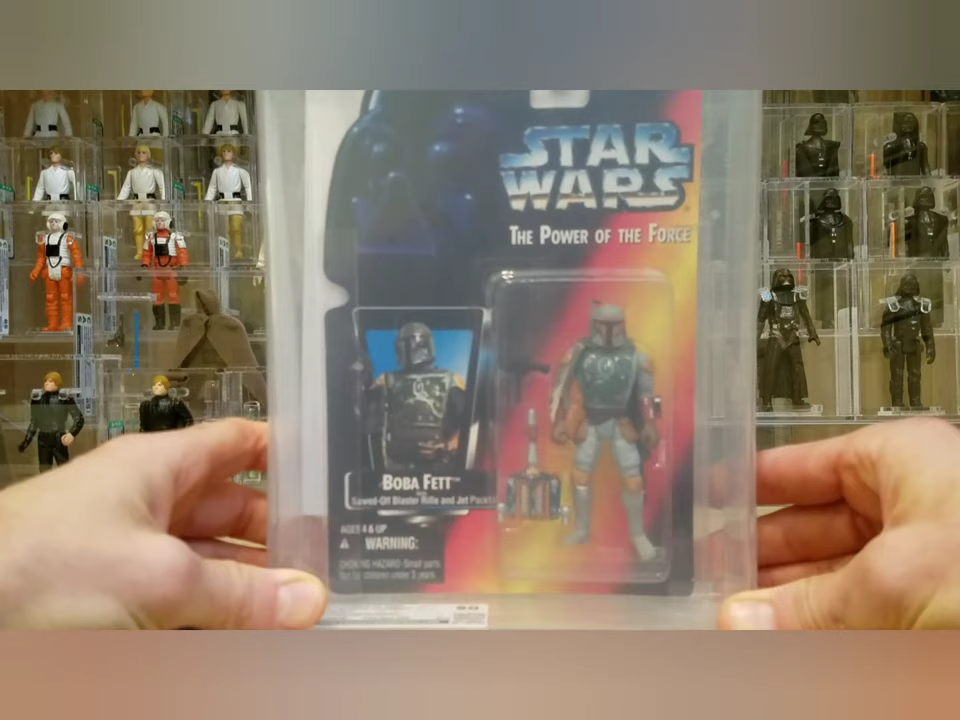 STAR
WARS
THE POWER OF THE FORCE
BOBA FETT™
Sawed-Off Blaster Rifle and Jet Pack
AGES 4 & UP
WARNING:
CHOKING HAZARD-Small parts.
Not for children under 3 years.